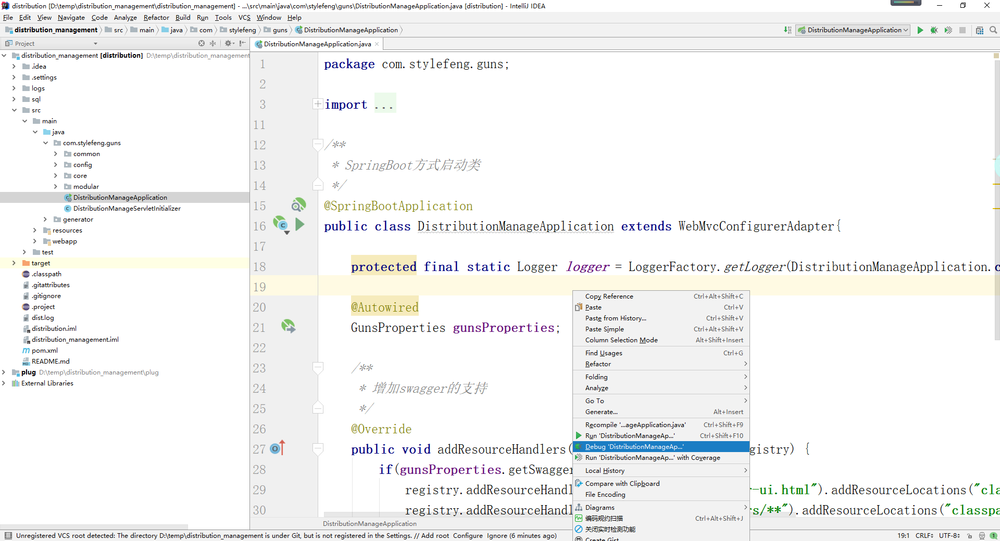 distribution [D:\temp\distribution_management\distribution_management] - ...\src\main\java\com\stylefeng\guns\DistributionManageApplication.java [distribution] - IntelliJ IDEA
File Edit View Navigate Code Analyze Refactor Build Run Tools VCS Window Help
distribution_management src main java com stylefeng guns DistributionManageApplication
DistributionManageApplication
Project
DistributionManageApplication.java
distribution_management [distribution] D:\temp\distribution_management
.idea
.settings
logs
sql
src
main
java
com.stylefeng.guns
common
config
core
modular
DistributionManageApplication
DistributionManageServletInitializer
generator
resources
webapp
test
target
.classpath
.gitattributes
.gitignore
.project
dist.log
distribution.iml
distribution_management.iml
pom.xml
README.md
plug D:\temp\distribution_management\plug
External Libraries
1 package com.stylefeng.guns;
2
3 import ...
11
12 /**
13 * SpringBoot方式启动类
14 */
15 @SpringBootApplication
16 public class DistributionManageApplication extends WebMvcConfigurerAdapter{
17
18 protected final static Logger logger = LoggerFactory.getLogger(DistributionManageApplication.c
19
20 @Autowired
21 GunsProperties gunsProperties;
22
23 /**
24 * 增加swagger的支持
25 */
26 @Override
27 public void addResourceHandlers( gistry) {
28 if(gunsProperties.getSwagger
29 registry.addResourceHandl r-ui.html").addResourceLocations("cla
30 registry.addResourceHandl rs/**").addResourceLocations("classpa
Copy Reference Ctrl+Alt+Shift+C
Paste Ctrl+V
Paste from History... Ctrl+Shift+V
Paste Simple Ctrl+Alt+Shift+V
Column Selection Mode Alt+Shift+Insert
Find Usages Ctrl+G
Refactor
Folding
Analyze
Go To
Generate... Alt+Insert
Recompile '...ageApplication.java' Ctrl+Shift+F9
Run 'DistributionManageAp...' Ctrl+Shift+F10
Debug 'DistributionManageAp...'
Run 'DistributionManageAp...' with Coverage
Local History
Compare with Clipboard
File Encoding
Diagrams
编码规约扫描 Ctrl+Alt+Shift+J
关闭实时检测功能
Create Gist
DistributionManageApplication
Unregistered VCS root detected: The directory D:\temp\distribution_management is under Git, but is not registered in the Settings. // Add root Configure Ignore (6 minutes ago)
19:1 CRLF UTF-8 1